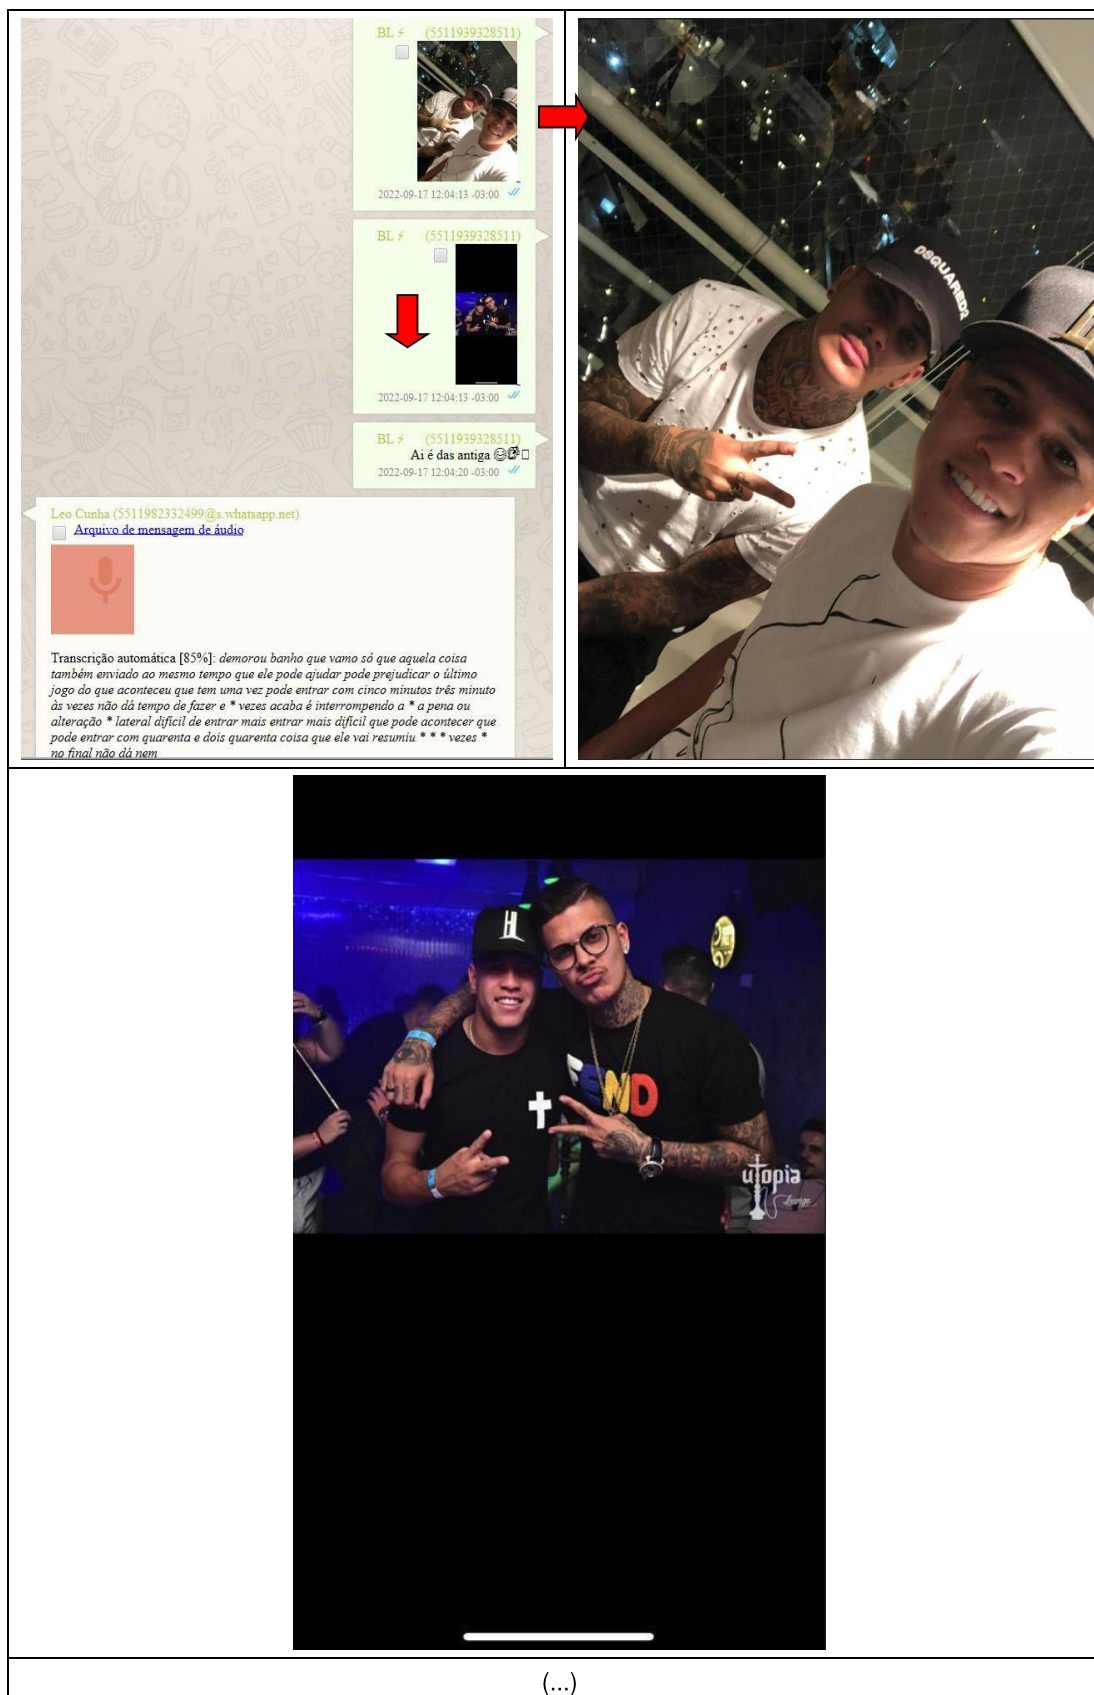 BL ⚡ (5511939328511)
2022-09-17 12:04:13 -03:00
BL ⚡ (5511939328511)
2022-09-17 12:04:13 -03:00
BL ⚡ (5511939328511)
Ai é das antiga
2022-09-17 12:04:20 -03:00
Leo Cunha (5511982332499@s.whatsapp.net)
Arquivo de mensagem de áudio
Transcrição automática [85%]: demorou banho que vamo só que aquela coisa
também enviado ao mesmo tempo que ele pode ajudar pode prejudicar o último
jogo do que aconteceu que tem uma vez pode entrar com cinco minutos três minuto
às vezes não dá tempo de fazer e * vezes acaba é interrompendo a * a pena ou
alteração * lateral difícil de entrar mais entrar mais difícil que pode acontecer que
pode entrar com quarenta e dois quarenta coisa que ele vai resumiu * * * vezes *
no final não dá nem
DSQUARED2
HL
FEND
utopia
lounge
(...)